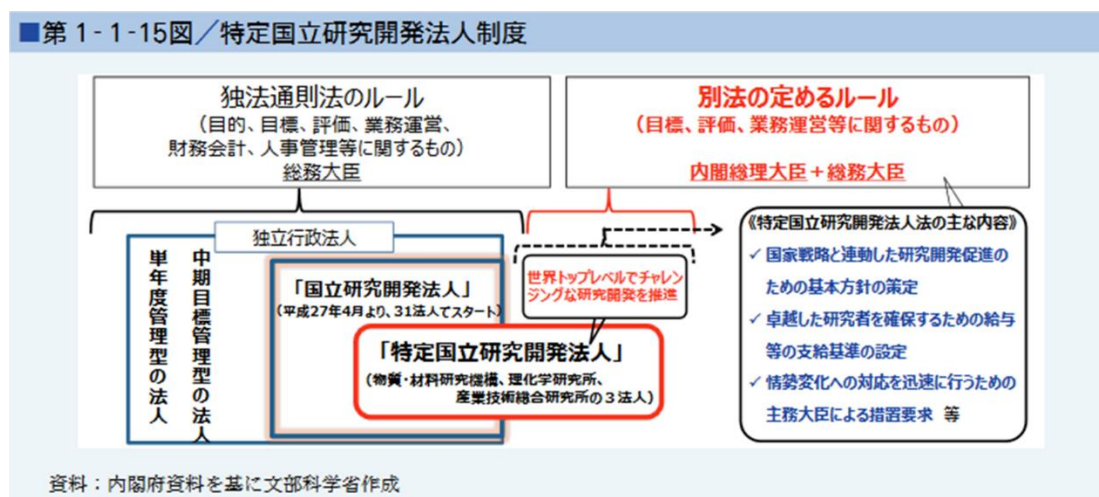 ■第1-1-15図／特定国立研究開発法人制度
独法通則法のルール
（目的、目標、評価、業務運営、
財務会計、人事管理等に関するもの）
総務大臣
別法の定めるルール
（目標、評価、業務運営等に関するもの）
内閣総理大臣＋総務大臣
独立行政法人
単年度管理型の法人
中期目標管理型の法人
「国立研究開発法人」
（平成27年4月より、31法人でスタート）
世界トップレベルでチャレン
ジングな研究開発を推進
「特定国立研究開発法人」
（物質・材料研究機構、理化学研究所、
産業技術総合研究所の３法人）
《特定国立研究開発法人法の主な内容》
✓ 国家戦略と連動した研究開発促進の
ための基本方針の策定
✓ 卓越した研究者を確保するための給与
等の支給基準の設定
✓ 情勢変化への対応を迅速に行うための
主務大臣による措置要求 等
資料：内閣府資料を基に文部科学省作成